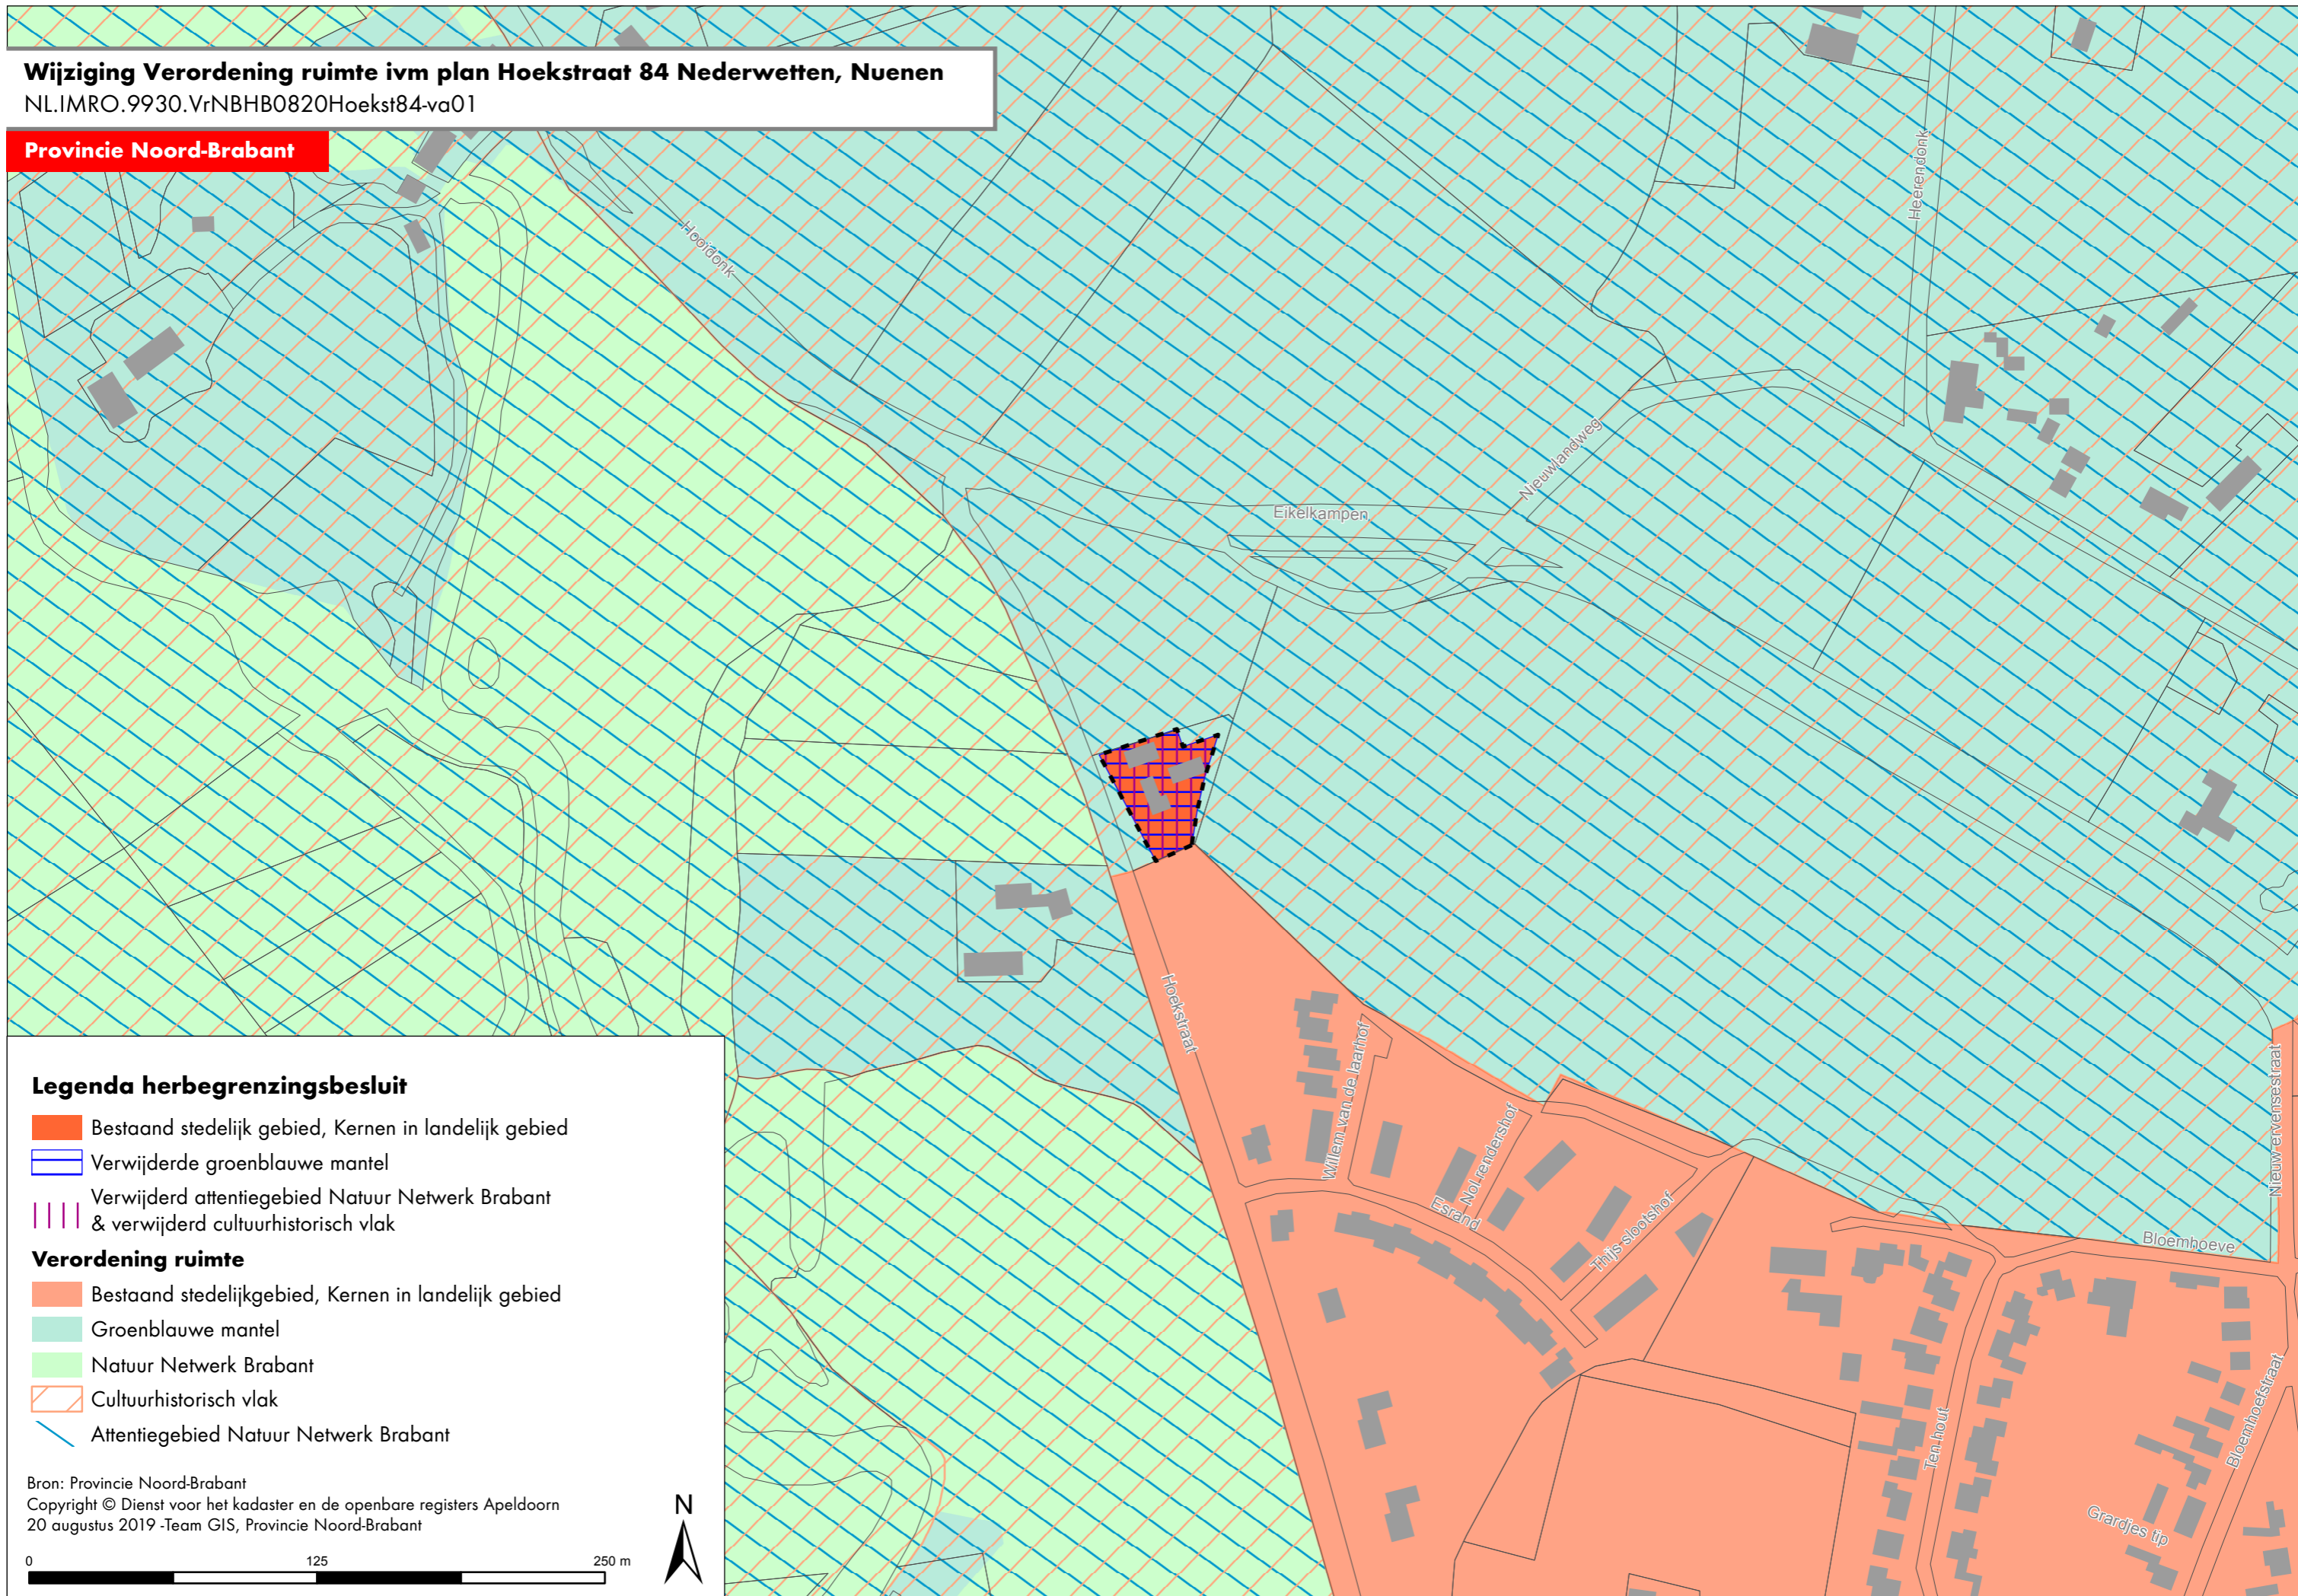 Wijziging Verordening ruimte ivm plan Hoekstraat 84 Nederwetten, Nuenen
NL.IMRO.9930.VrNBHB0820Hoekst84-va01
Provincie Noord-Brabant
Heerendonk
Hooidonk
Nieuwlandweg
Eikelkampen
Hoekstraat
Willem van de laarhof
Nol rendershof
Esrand
Thijs slootshof
Nieuw ervensestraat
Bloemhoeve
Bloemhoefstraat
Ten hout
Grardjes tip
Legenda herbegrenzingsbesluit
Bestaand stedelijk gebied, Kernen in landelijk gebied
Verwijderde groenblauwe mantel
Verwijderd attentiegebied Natuur Netwerk Brabant
& verwijderd cultuurhistorisch vlak
Verordening ruimte
Bestaand stedelijkgebied, Kernen in landelijk gebied
Groenblauwe mantel
Natuur Netwerk Brabant
Cultuurhistorisch vlak
Attentiegebied Natuur Netwerk Brabant
Bron: Provincie Noord-Brabant
Copyright © Dienst voor het kadaster en de openbare registers Apeldoorn
20 augustus 2019 -Team GIS, Provincie Noord-Brabant
N
0 125 250 m